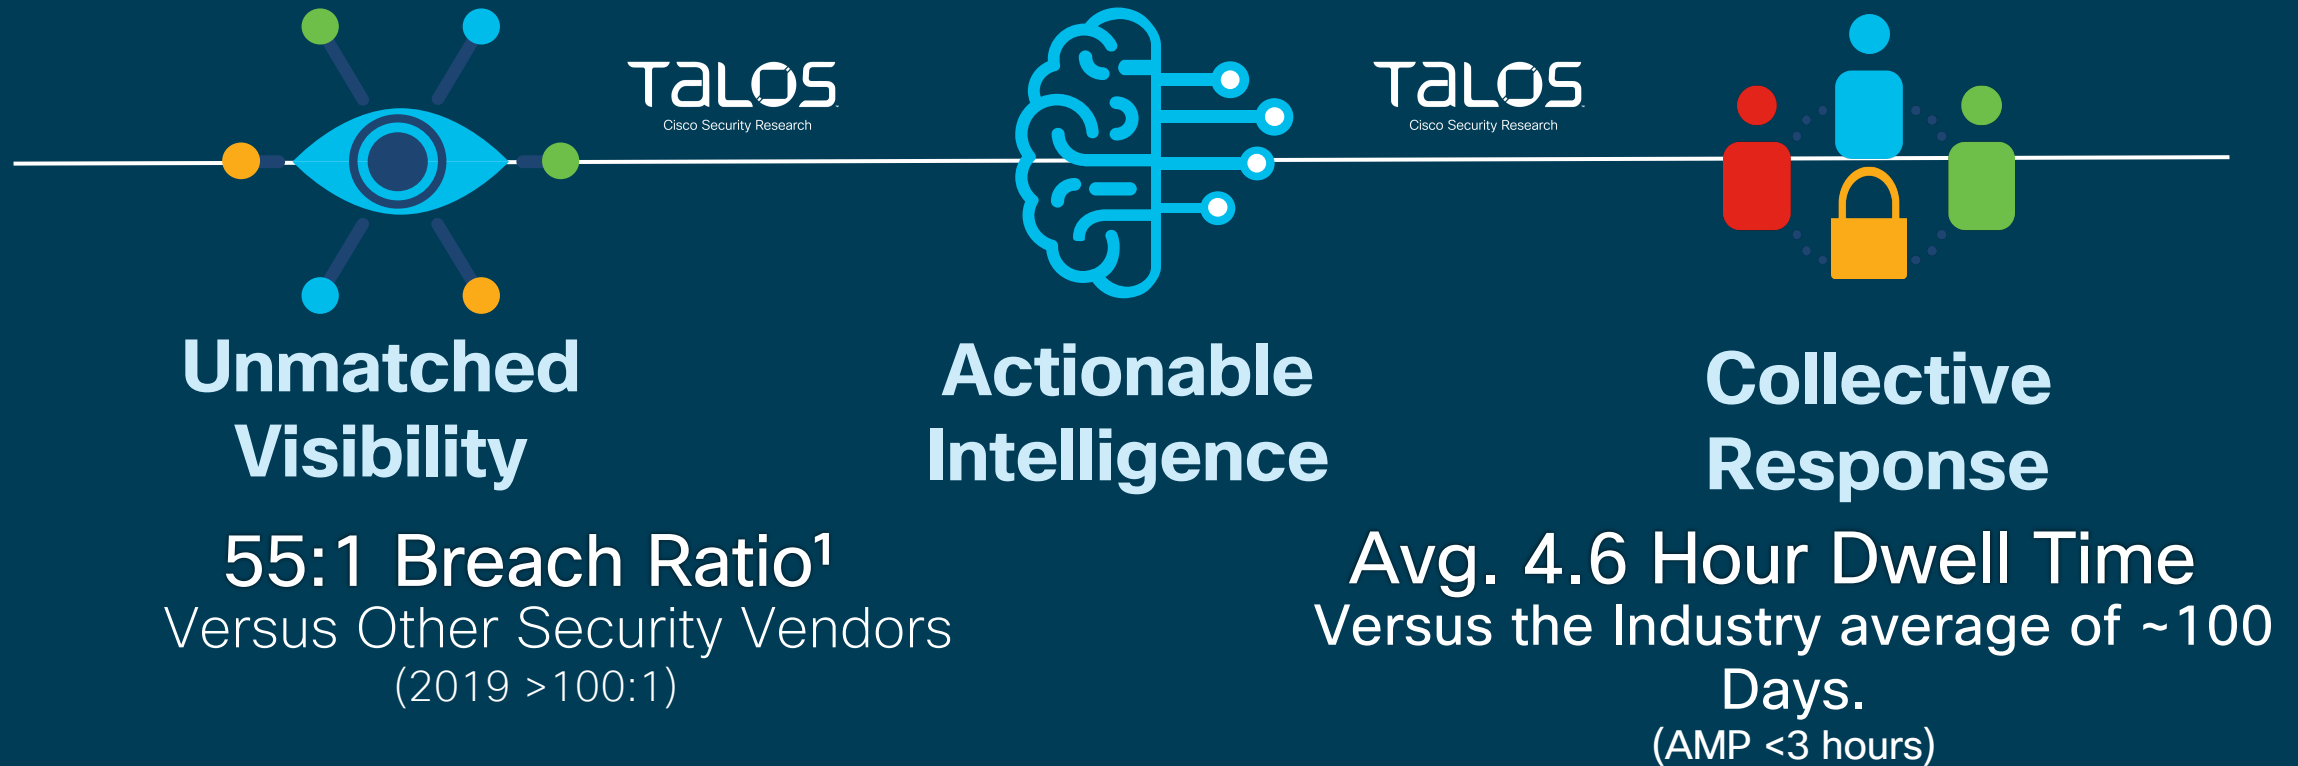 TALOS
Cisco Security Research
TALOS
Cisco Security Research
Unmatched
Visibility
55:1 Breach Ratio¹
Versus Other Security Vendors
(2019 >100:1)
Actionable
Intelligence
Collective
Response
Avg. 4.6 Hour Dwell Time
Versus the Industry average of ~100
Days.
(AMP <3 hours)